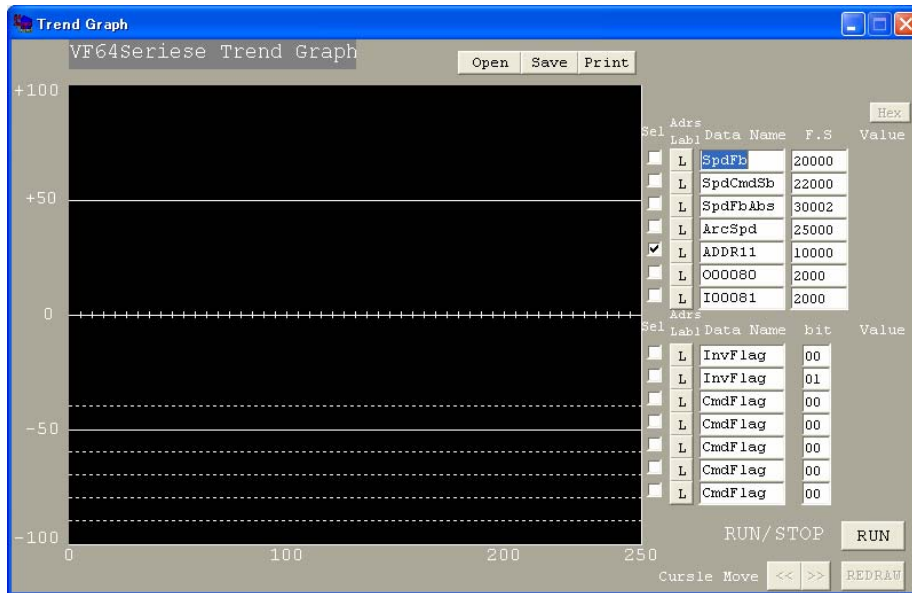 Trend Graph
VF64Seriese Trend Graph
Open Save Print
+100
+50
0
-50
-100
0 100 200 250
Hex
Sel Adrs Labl Data Name F.S Value
L SpdFb 20000
L SpdCmdSb 22000
L SpdFbAbs 30002
L ArcSpd 25000
L ADDR11 10000
L O00080 2000
L I00081 2000
Sel Adrs Labl Data Name bit Value
L InvFlag 00
L InvFlag 01
L CmdFlag 00
L CmdFlag 00
L CmdFlag 00
L CmdFlag 00
L CmdFlag 00
RUN/STOP RUN
Cursle Move << >> REDRAW